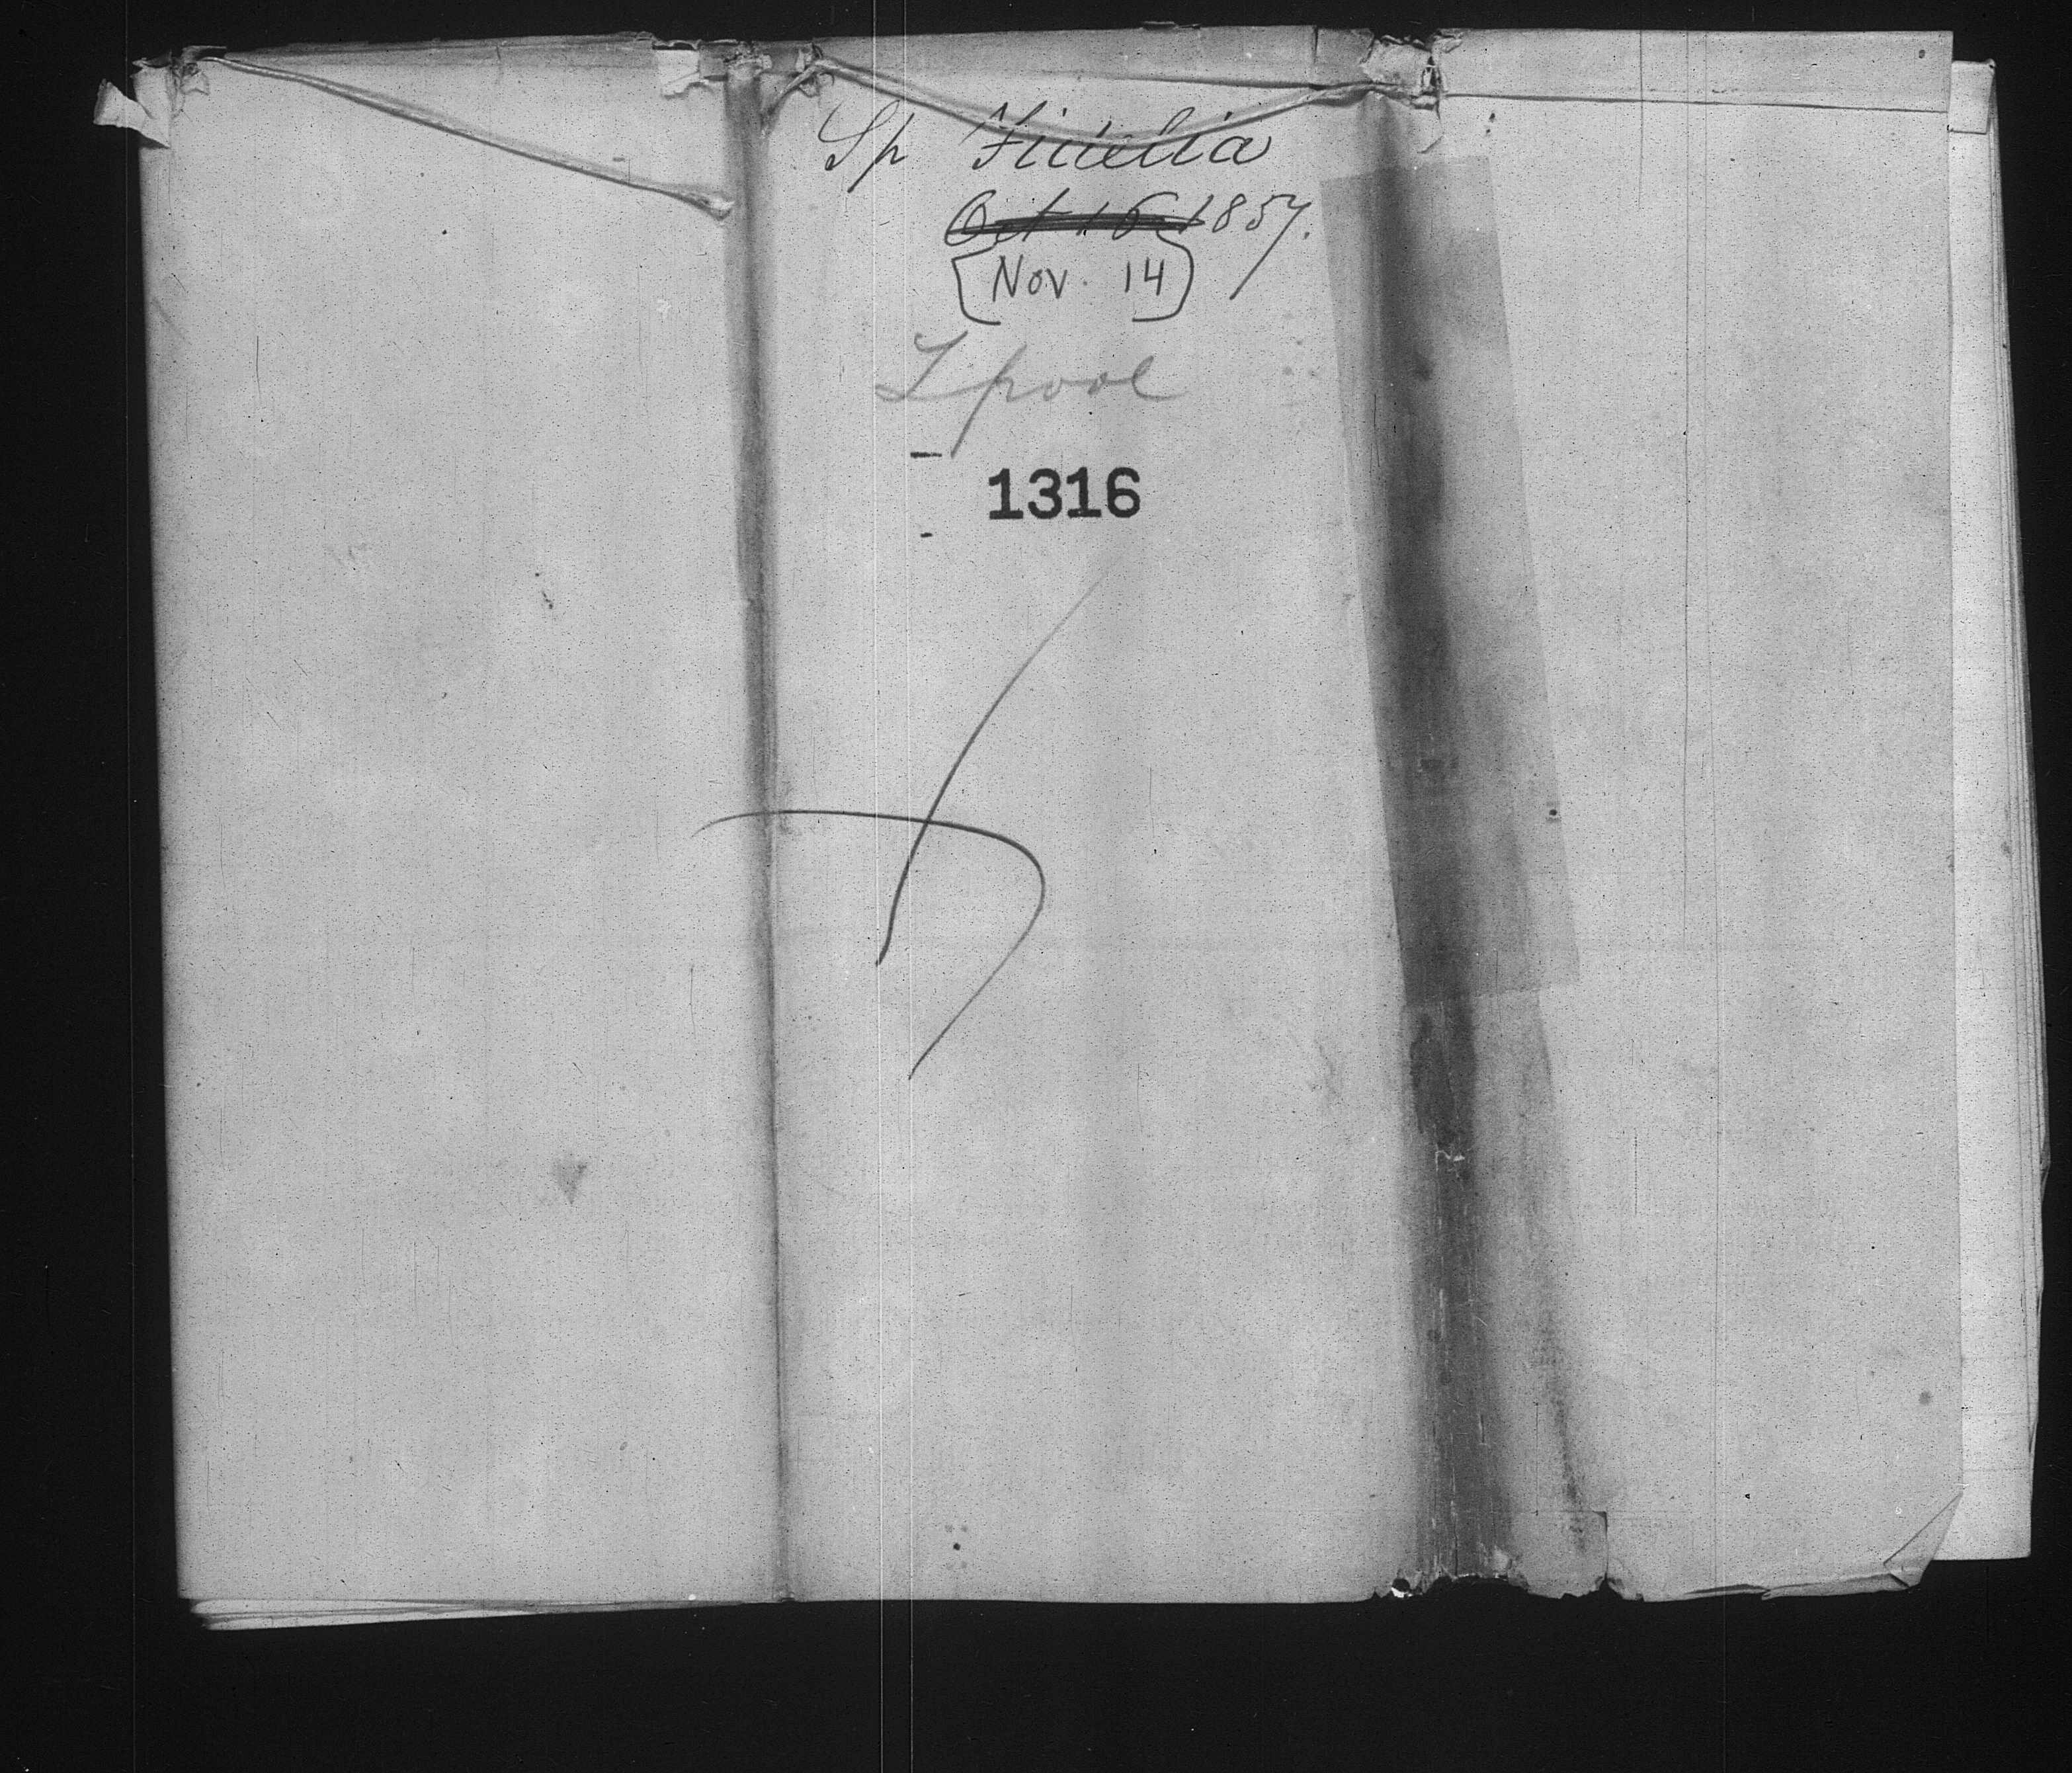 Sp Fidelia
Oct 16 1857.
[Nov. 14]
Lpool
1316